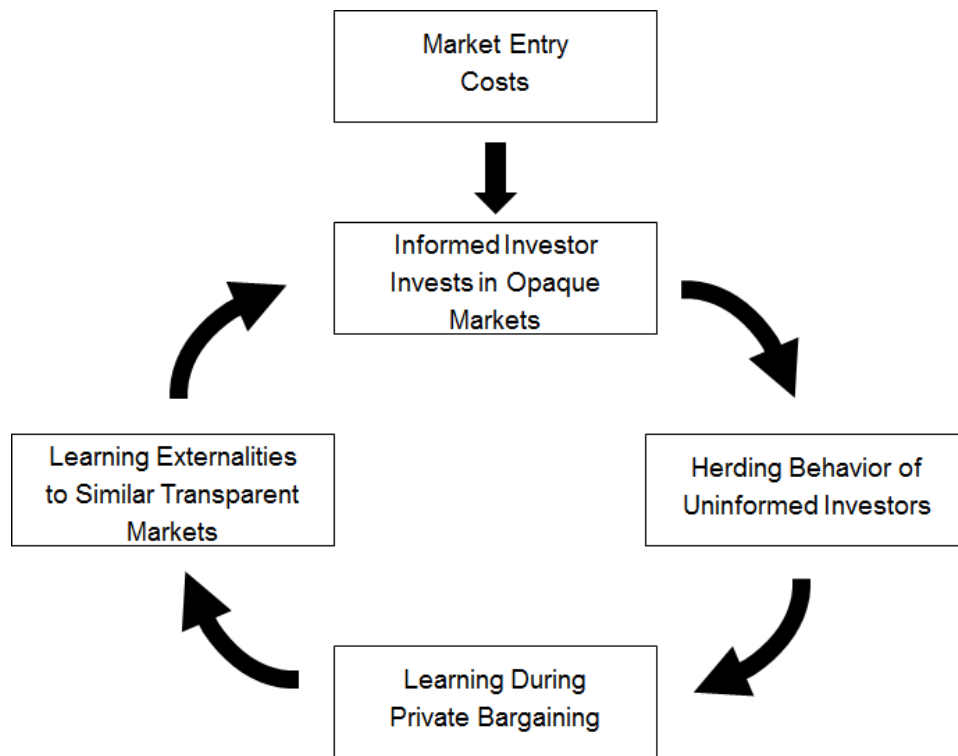 Market Entry
Costs
Informed Investor
Invests in Opaque
Markets
Learning Externalities
to Similar Transparent
Markets
Herding Behavior of
Uninformed Investors
Learning During
Private Bargaining